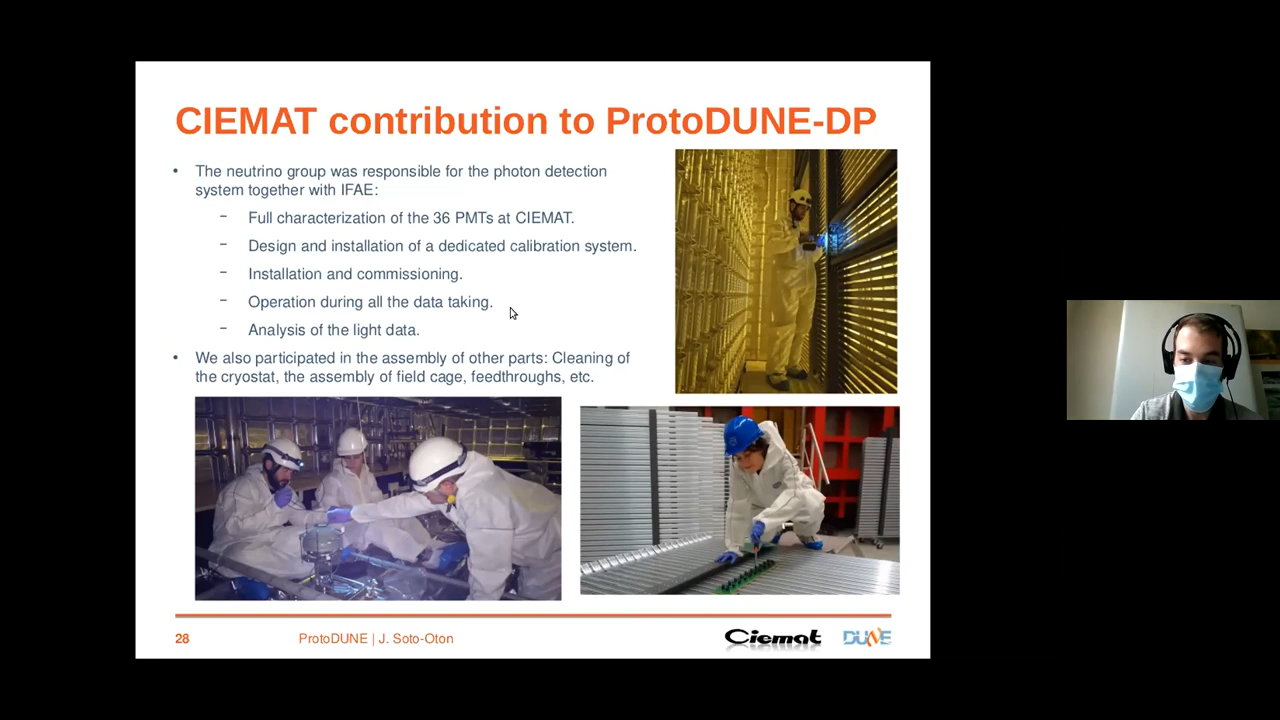 CIEMAT contribution to ProtoDUNE-DP
• The neutrino group was responsible for the photon detection
system together with IFAE:
– Full characterization of the 36 PMTs at CIEMAT.
– Design and installation of a dedicated calibration system.
– Installation and commissioning.
– Operation during all the data taking.
– Analysis of the light data.
• We also participated in the assembly of other parts: Cleaning of
the cryostat, the assembly of field cage, feedthroughs, etc.
28 ProtoDUNE | J. Soto-Oton Ciemat DUNE